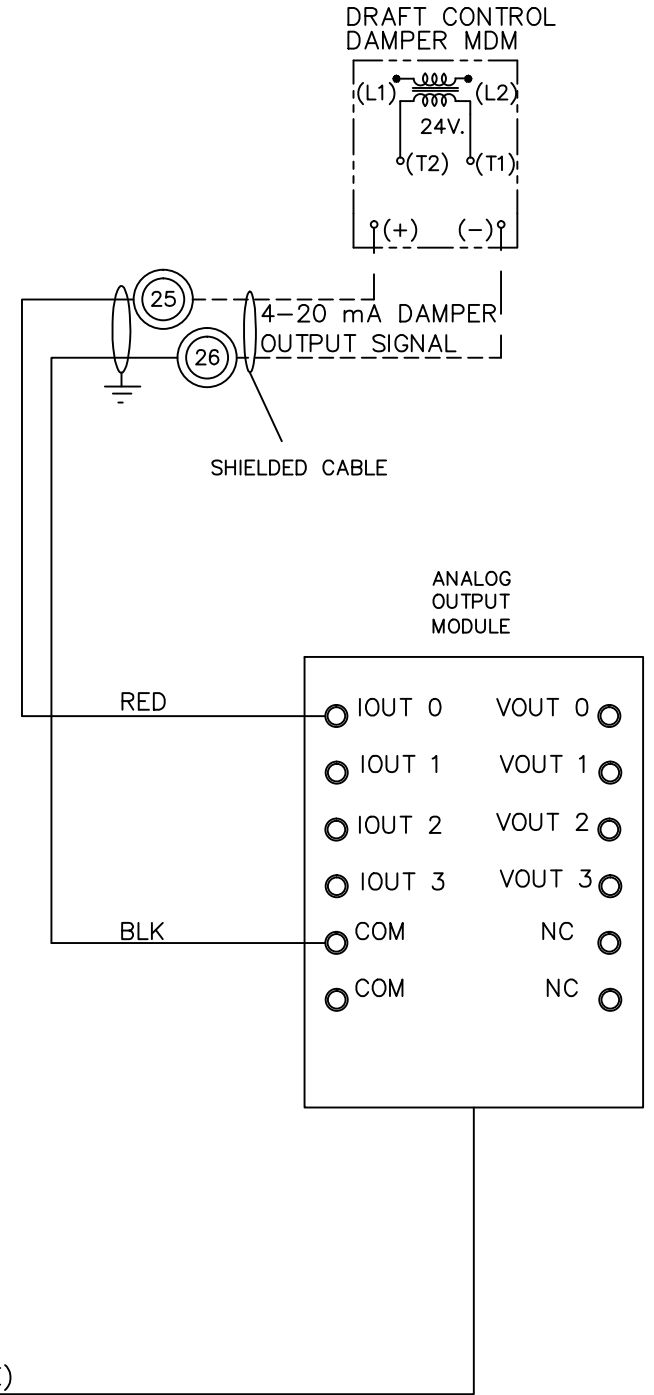 DRAFT CONTROL
DAMPER MDM
(L1) (L2)
24V.
(T2) (T1)
(+) (-)
25
4-20 mA DAMPER
OUTPUT SIGNAL
26
SHIELDED CABLE
ANALOG
OUTPUT
MODULE
RED
IOUT 0 VOUT 0
IOUT 1 VOUT 1
IOUT 2 VOUT 2
IOUT 3 VOUT 3
BLK
COM NC
COM NC